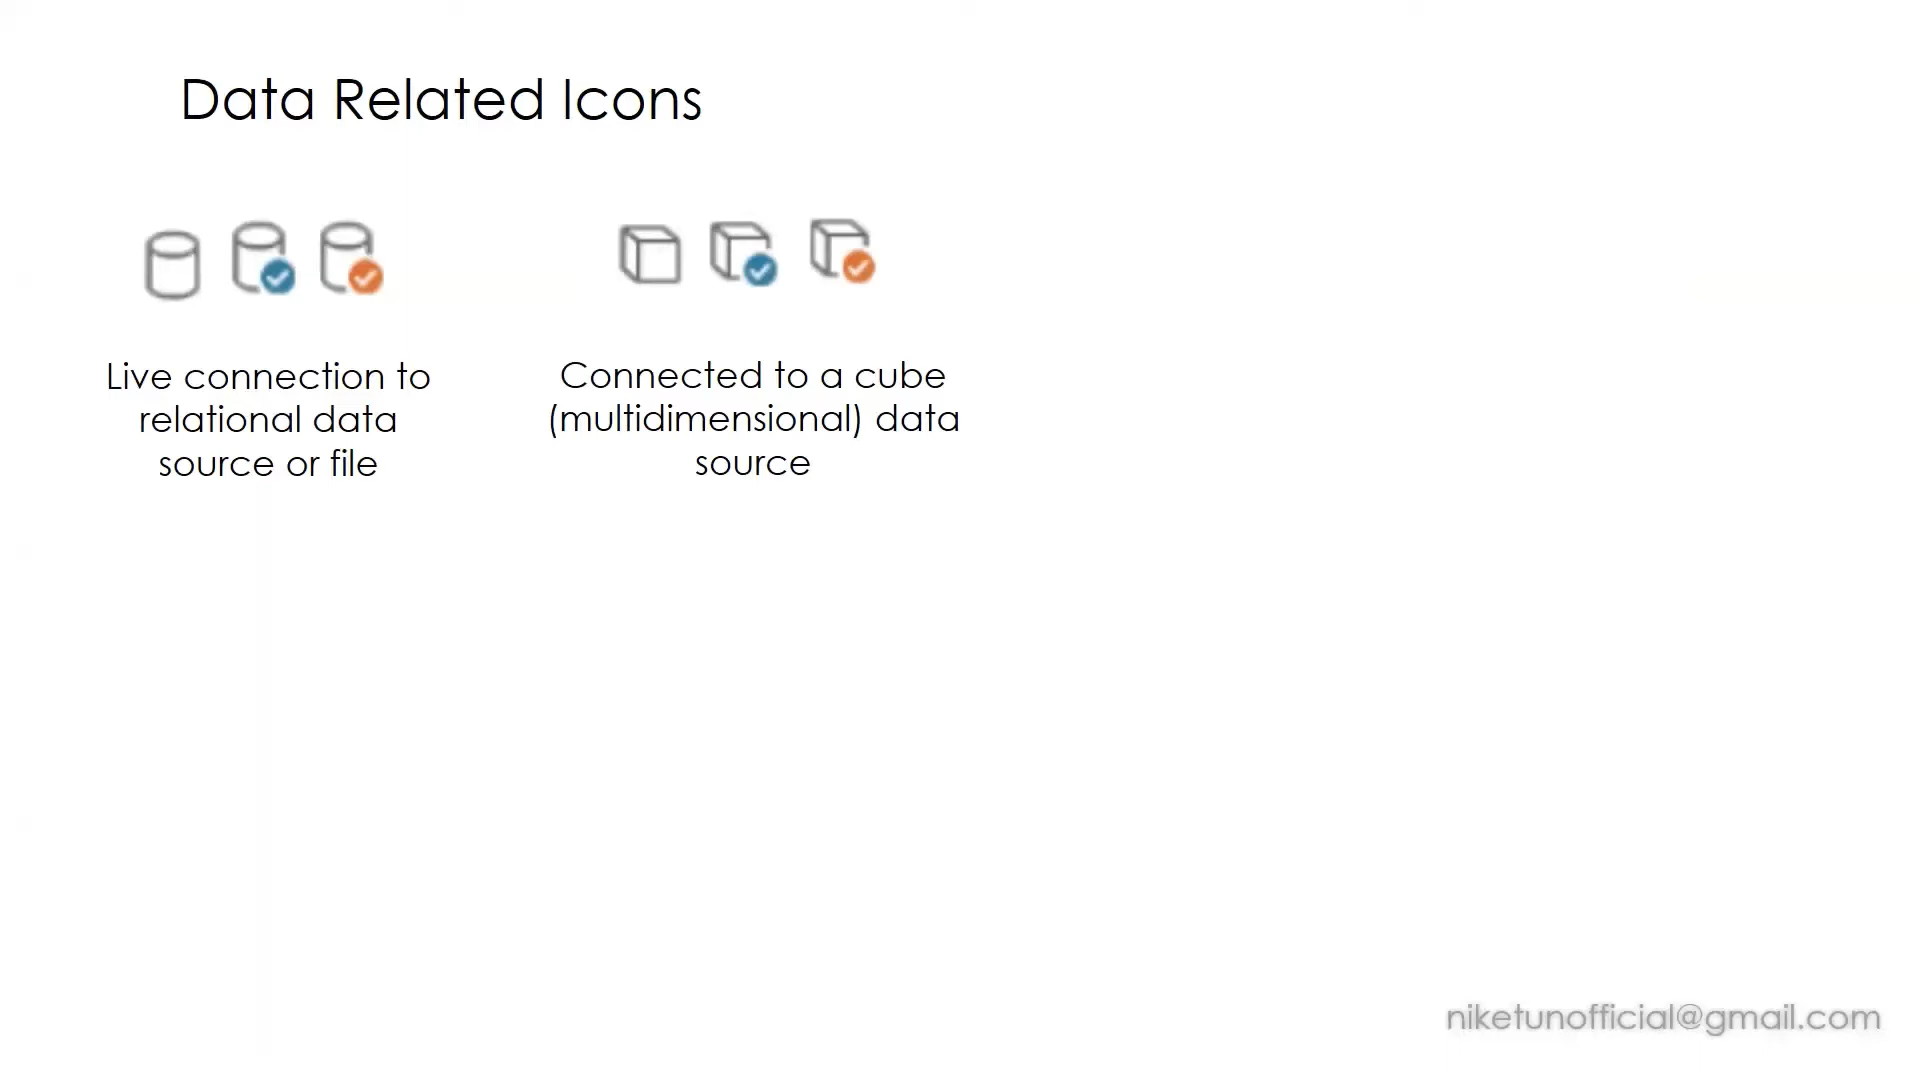 Data Related Icons
Live connection to
relational data
source or file
Connected to a cube
(multidimensional) data
source
niketunofficial@gmail.com